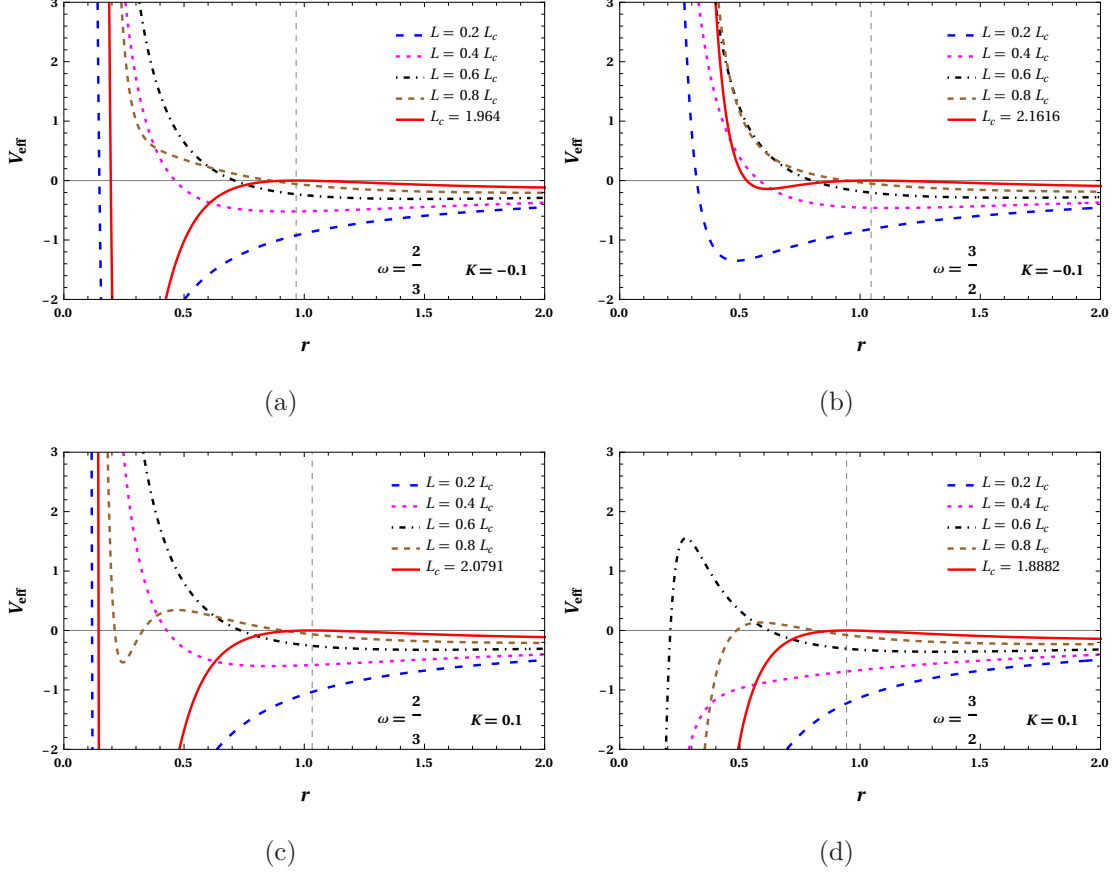 3
2
1
0
−1
−2
V_eff
0.0 0.5 1.0 1.5 2.0
r
L = 0.2 L_c
L = 0.4 L_c
L = 0.6 L_c
L = 0.8 L_c
L_c = 1.964
ω = 2/3 K = −0.1
(a)
3
2
1
0
−1
−2
V_eff
0.0 0.5 1.0 1.5 2.0
r
L = 0.2 L_c
L = 0.4 L_c
L = 0.6 L_c
L = 0.8 L_c
L_c = 2.1616
ω = 3/2 K = −0.1
(b)
3
2
1
0
−1
−2
V_eff
0.0 0.5 1.0 1.5 2.0
r
L = 0.2 L_c
L = 0.4 L_c
L = 0.6 L_c
L = 0.8 L_c
L_c = 2.0791
ω = 2/3 K = 0.1
(c)
3
2
1
0
−1
−2
V_eff
0.0 0.5 1.0 1.5 2.0
r
L = 0.2 L_c
L = 0.4 L_c
L = 0.6 L_c
L = 0.8 L_c
L_c = 1.8882
ω = 3/2 K = 0.1
(d)